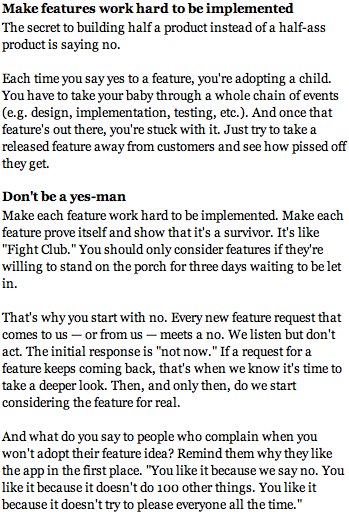 Make features work hard to be implemented
The secret to building half a product instead of a half-ass
product is saying no.
Each time you say yes to a feature, you're adopting a child.
You have to take your baby through a whole chain of events
(e.g. design, implementation, testing, etc.). And once that
feature's out there, you're stuck with it. Just try to take a
released feature away from customers and see how pissed off
they get.
Don't be a yes-man
Make each feature work hard to be implemented. Make each
feature prove itself and show that it's a survivor. It's like
"Fight Club." You should only consider features if they're
willing to stand on the porch for three days waiting to be let
in.
That's why you start with no. Every new feature request that
comes to us — or from us — meets a no. We listen but don't
act. The initial response is "not now." If a request for a
feature keeps coming back, that's when we know it's time to
take a deeper look. Then, and only then, do we start
considering the feature for real.
And what do you say to people who complain when you
won't adopt their feature idea? Remind them why they like
the app in the first place. "You like it because we say no. You
like it because it doesn't do 100 other things. You like it
because it doesn't try to please everyone all the time."